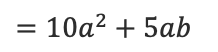 = 10a² + 5ab